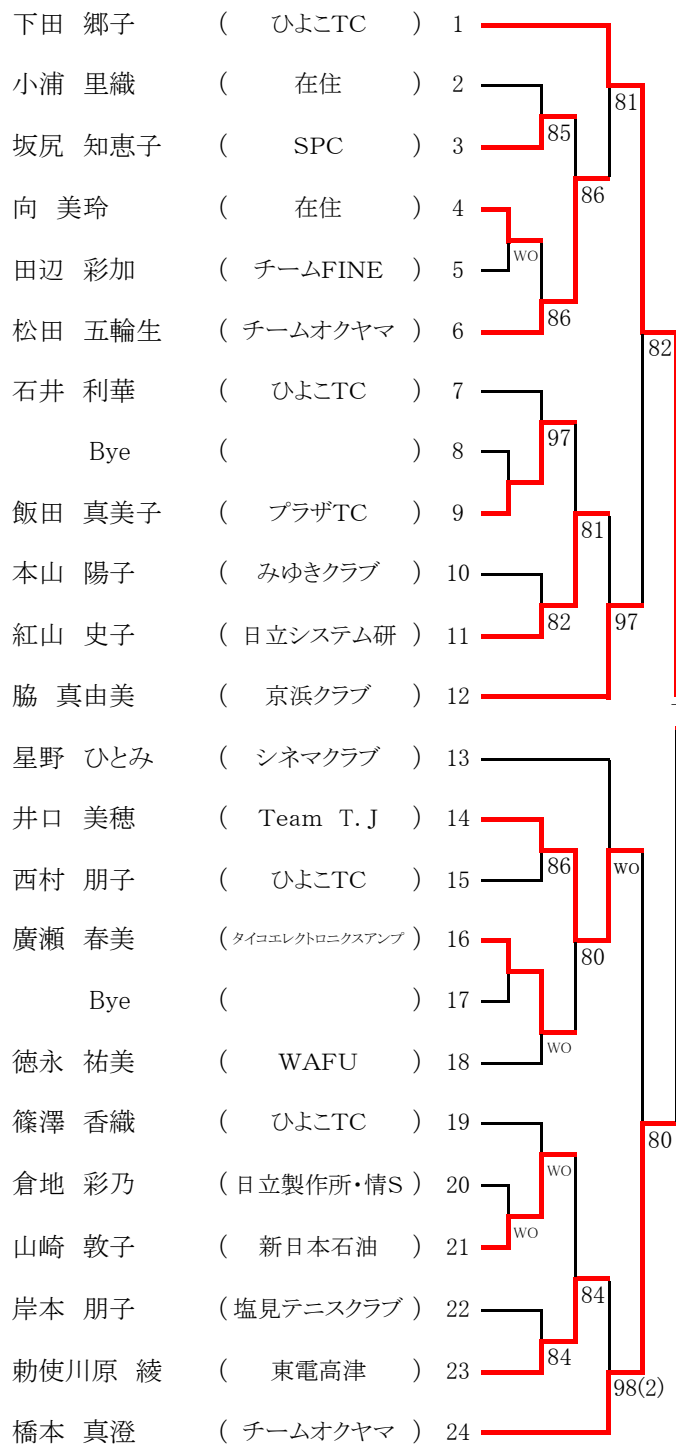 下田 郷子 ( ひよこTC ) 1
81
小浦 里織 ( 在住 ) 2
85
坂尻 知恵子 ( SPC ) 3
86
向 美玲 ( 在住 ) 4
WO
田辺 彩加 ( チームFINE ) 5
86
松田 五輪生 ( チームオクヤマ ) 6
82
石井 利華 ( ひよこTC ) 7
97
Bye ( ) 8
飯田 真美子 ( プラザTC ) 9
81
本山 陽子 ( みゆきクラブ ) 10
82 97
紅山 史子 ( 日立システム研 ) 11
脇 真由美 ( 京浜クラブ ) 12
星野 ひとみ ( シネマクラブ ) 13
井口 美穂 ( Team T.J ) 14
86 WO
西村 朋子 ( ひよこTC ) 15
廣瀬 春美 ( タイコエレクトロニクスアンプ ) 16
80
Bye ( ) 17
WO
徳永 祐美 ( WAFU ) 18
篠澤 香織 ( ひよこTC ) 19
80
WO
倉地 彩乃 ( 日立製作所・情S ) 20
WO
山崎 敦子 ( 新日本石油 ) 21
84
岸本 朋子 ( 塩見テニスクラブ ) 22
84
勅使川原 綾 ( 東電高津 ) 23
98(2)
橋本 真澄 ( チームオクヤマ ) 24